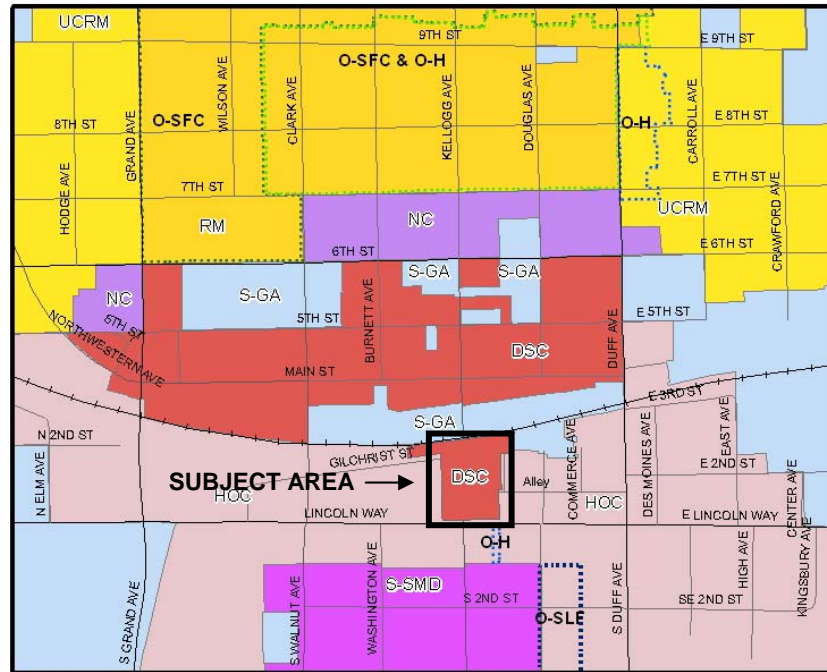 UCRM
9TH ST
E 9TH ST
O-SFC & O-H
WILSON AVE
CLARK AVE
KELLOGG AVE
DOUGLAS AVE
CARROLL AVE
GRAND AVE
O-SFC
8TH ST
O-H
E 8TH ST
HODGE AVE
7TH ST
E 7TH ST
RM
NC
UCRM
CRAWFORD AVE
6TH ST
E 6TH ST
S-GA
S-GA
S-GA
NC
5TH ST
5TH ST
E 5TH ST
NORTHWESTERN AVE
BURNETT AVE
DUFF AVE
DSC
MAIN ST
E 3RD ST
S-GA
N 2ND ST
GILCHRIST ST
COMMERCE AVE
DES MOINES AVE
EAST AVE
E 2ND ST
N ELM AVE
SUBJECT AREA
DSC
Alley
HOC
HOC
CENTER AVE
LINCOLN WAY
E LINCOLN WAY
O-H
HIGH AVE
KINGSBURY AVE
S-SMD
S GRAND AVE
S WALNUT AVE
WASHINGTON AVE
S 2ND ST
O-SLF
S DUFF AVE
SE 2ND ST